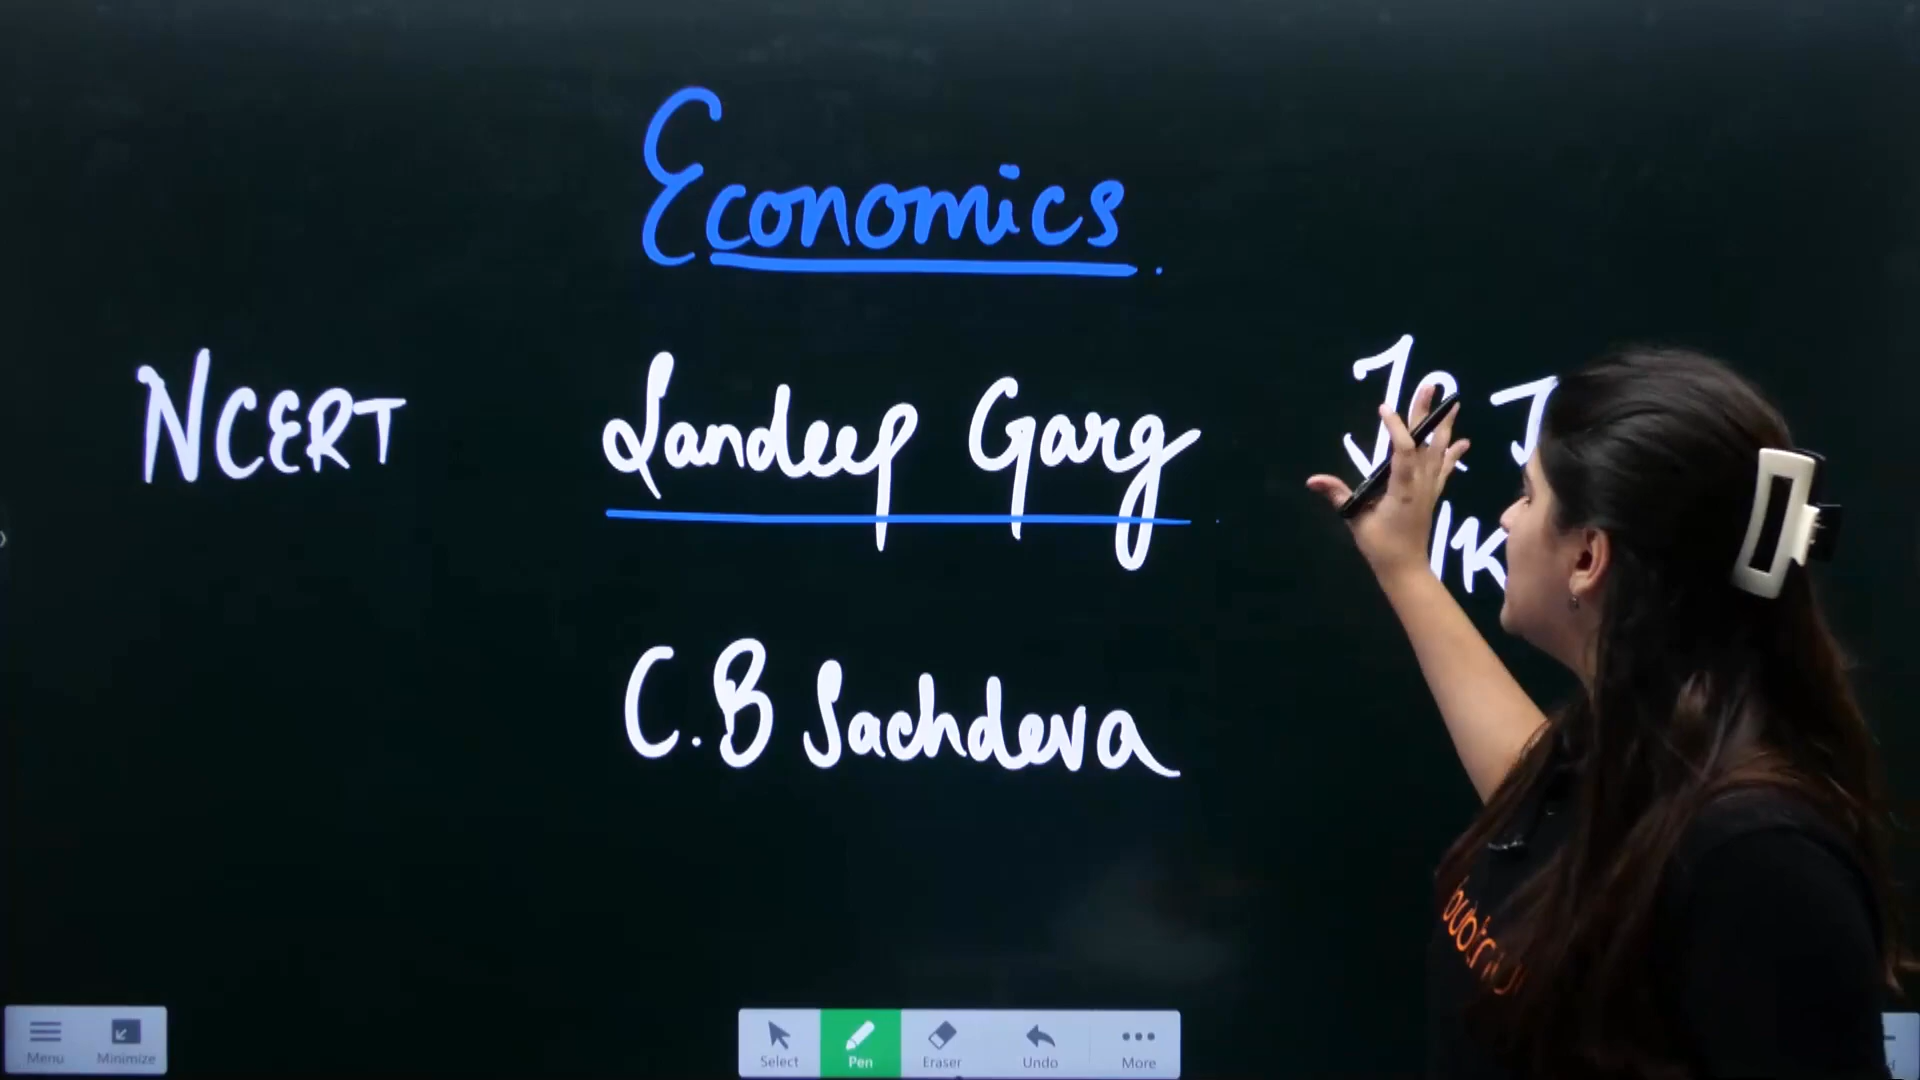 Economics
NCERT Sandeep Garg
C.B Sachdeva
Menu Minimize Select Pen Eraser Undo More